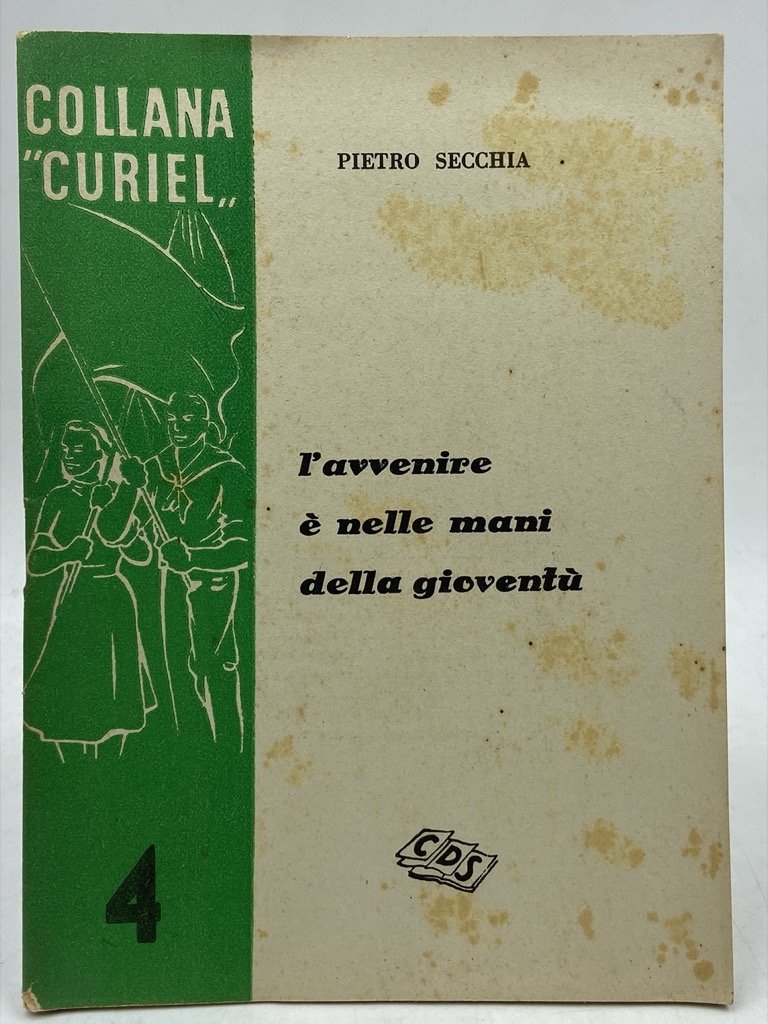 COLLANA
"CURIEL„
PIETRO SECCHIA
l'avvenire
è nelle mani
della gioventù
CDS
4